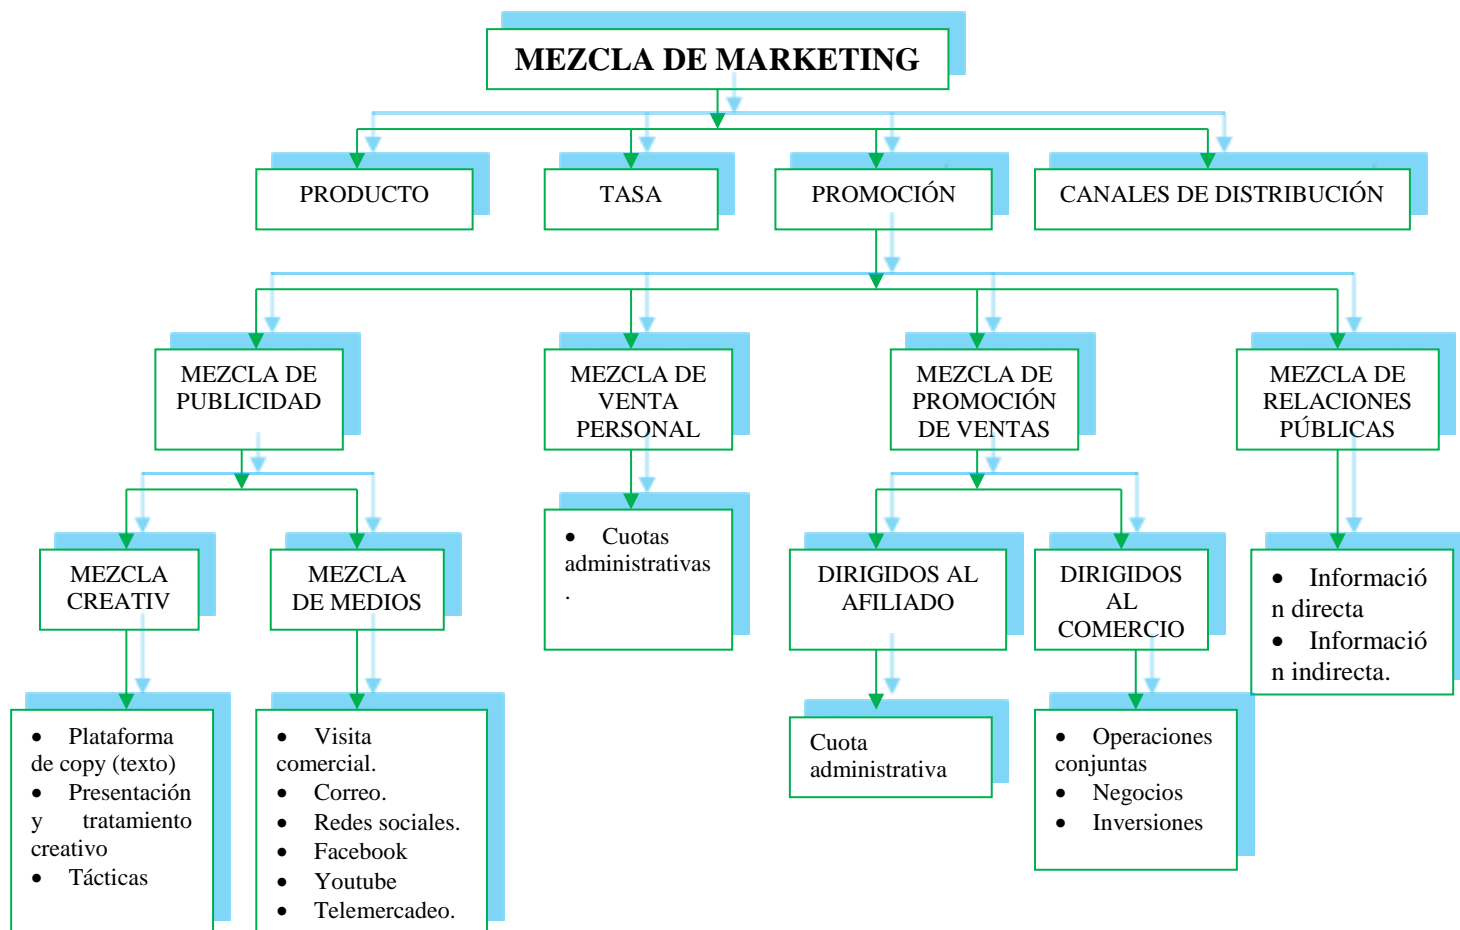 MEZCLA DE MARKETING
PRODUCTO
TASA
PROMOCIÓN
CANALES DE DISTRIBUCIÓN
MEZCLA DE
PUBLICIDAD
MEZCLA DE
VENTA
PERSONAL
MEZCLA DE
PROMOCIÓN
DE VENTAS
MEZCLA DE
RELACIONES
PÚBLICAS
MEZCLA
CREATIV
MEZCLA
DE MEDIOS
• Cuotas
administrativas
.
DIRIGIDOS AL
AFILIADO
DIRIGIDOS
AL
COMERCIO
• Informació
n directa
• Informació
n indirecta.
• Plataforma
de copy (texto)
• Presentación
y tratamiento
creativo
• Tácticas
• Visita
comercial.
• Correo.
• Redes sociales.
• Facebook
• Youtube
• Telemercadeo.
Cuota
administrativa
• Operaciones
conjuntas
• Negocios
• Inversiones